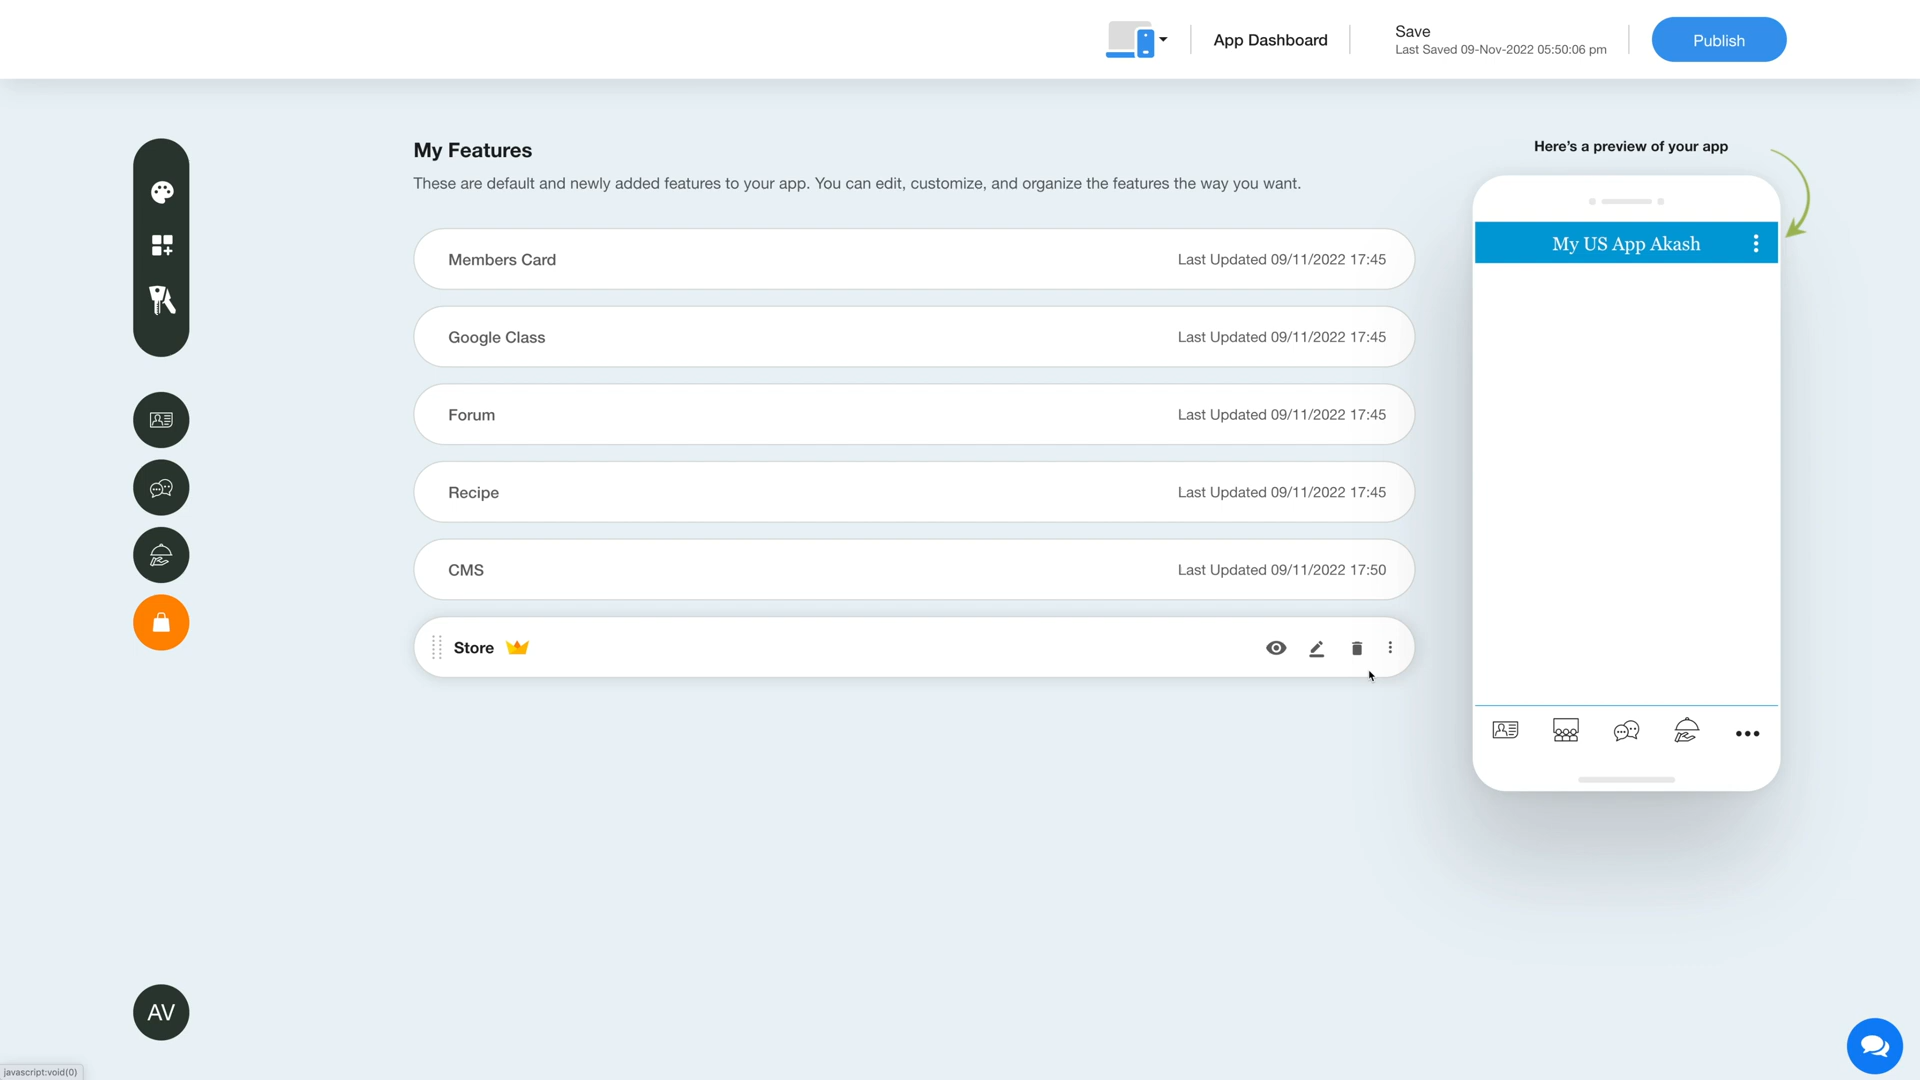 App Dashboard
Save
Last Saved 09-Nov-2022 05:50:06 pm
Publish
My Features
These are default and newly added features to your app. You can edit, customize, and organize the features the way you want.
Here's a preview of your app
My US App Akash
Members Card Last Updated 09/11/2022 17:45
Google Class Last Updated 09/11/2022 17:45
Forum Last Updated 09/11/2022 17:45
Recipe Last Updated 09/11/2022 17:45
CMS Last Updated 09/11/2022 17:50
Store
AV
javascript:void(0)